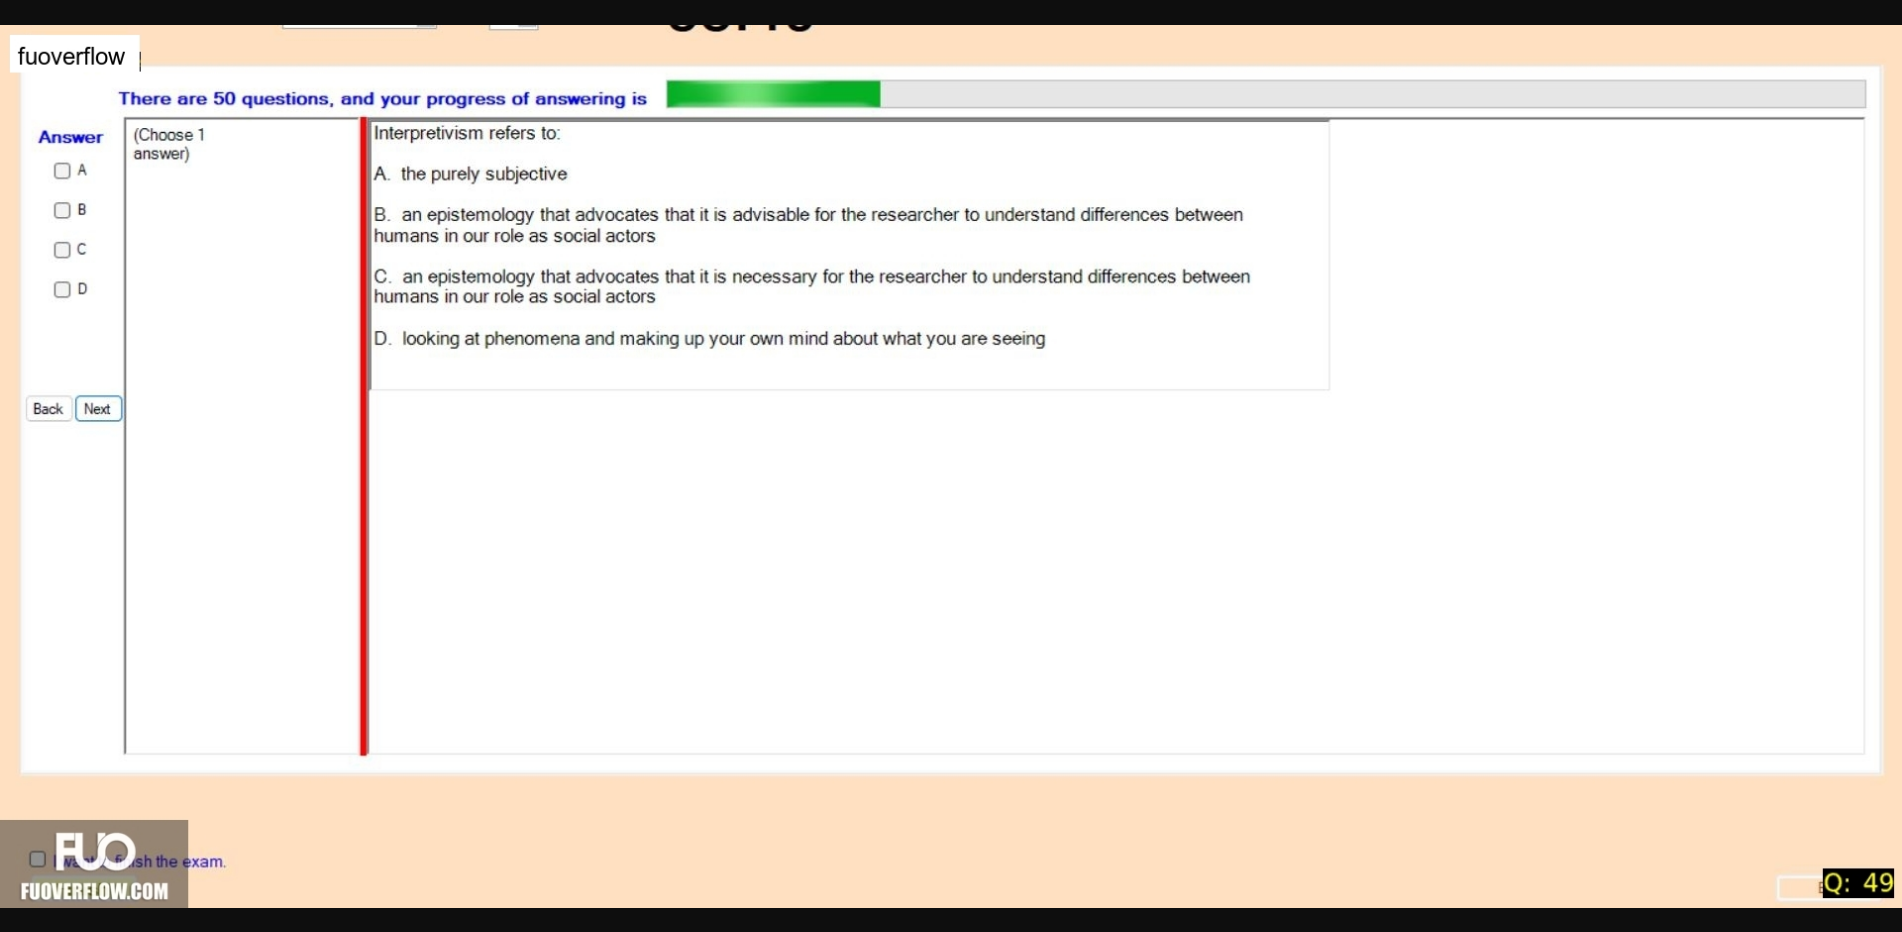 fuoverflow
There are 50 questions, and your progress of answering is
Answer
A
B
C
D
Back Next
(Choose 1
answer)
Interpretivism refers to:
A. the purely subjective
B. an epistemology that advocates that it is advisable for the researcher to understand differences between
humans in our role as social actors
C. an epistemology that advocates that it is necessary for the researcher to understand differences between
humans in our role as social actors
D. looking at phenomena and making up your own mind about what you are seeing
FUO
the exam.
FUOVERFLOW.COM
Q: 49